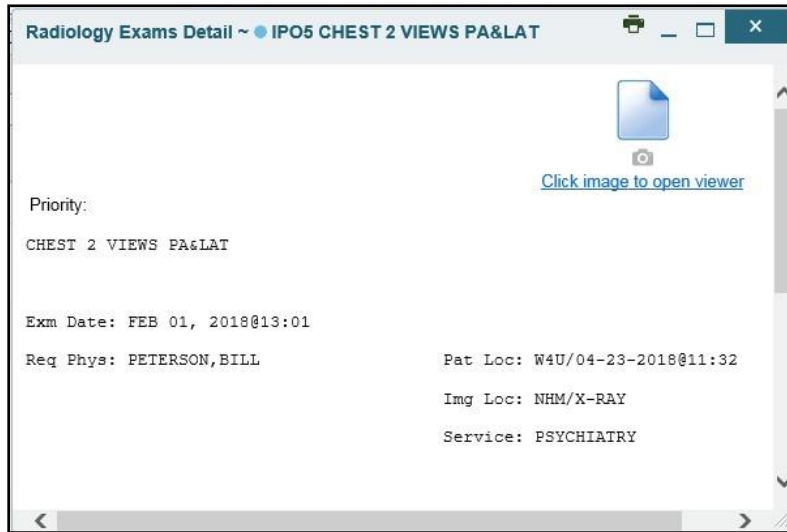 Radiology Exams Detail ~ IPO5 CHEST 2 VIEWS PA&LAT
Click image to open viewer
Priority:
CHEST 2 VIEWS PA&LAT
Exm Date: FEB 01, 2018@13:01
Req Phys: PETERSON,BILL Pat Loc: W4U/04-23-2018@11:32
Img Loc: NHM/X-RAY
Service: PSYCHIATRY